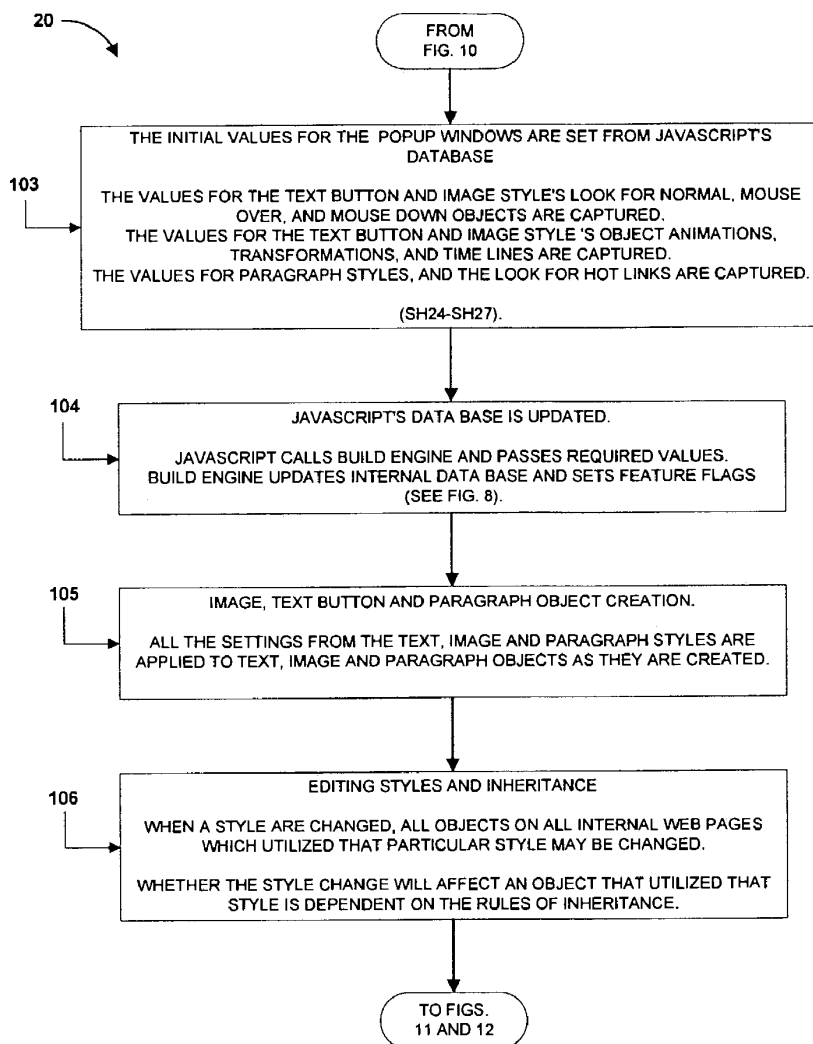 20
FROM
FIG. 10
103
THE INITIAL VALUES FOR THE POPUP WINDOWS ARE SET FROM JAVASCRIPT'S
DATABASE
THE VALUES FOR THE TEXT BUTTON AND IMAGE STYLE'S LOOK FOR NORMAL, MOUSE
OVER, AND MOUSE DOWN OBJECTS ARE CAPTURED.
THE VALUES FOR THE TEXT BUTTON AND IMAGE STYLE 'S OBJECT ANIMATIONS,
TRANSFORMATIONS, AND TIME LINES ARE CAPTURED.
THE VALUES FOR PARAGRAPH STYLES, AND THE LOOK FOR HOT LINKS ARE CAPTURED.
(SH24-SH27).
104
JAVASCRIPT'S DATA BASE IS UPDATED.
JAVASCRIPT CALLS BUILD ENGINE AND PASSES REQUIRED VALUES.
BUILD ENGINE UPDATES INTERNAL DATA BASE AND SETS FEATURE FLAGS
(SEE FIG. 8).
105
IMAGE, TEXT BUTTON AND PARAGRAPH OBJECT CREATION.
ALL THE SETTINGS FROM THE TEXT, IMAGE AND PARAGRAPH STYLES ARE
APPLIED TO TEXT, IMAGE AND PARAGRAPH OBJECTS AS THEY ARE CREATED.
106
EDITING STYLES AND INHERITANCE
WHEN A STYLE ARE CHANGED, ALL OBJECTS ON ALL INTERNAL WEB PAGES
WHICH UTILIZED THAT PARTICULAR STYLE MAY BE CHANGED.
WHETHER THE STYLE CHANGE WILL AFFECT AN OBJECT THAT UTILIZED THAT
STYLE IS DEPENDENT ON THE RULES OF INHERITANCE.
TO FIGS.
11 AND 12